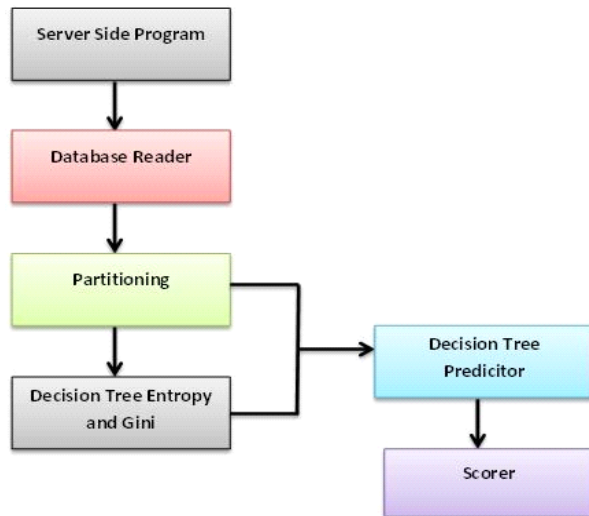 Server Side Program
Database Reader
Partitioning
Decision Tree Entropy
and Gini
Decision Tree
Predicitor
Scorer